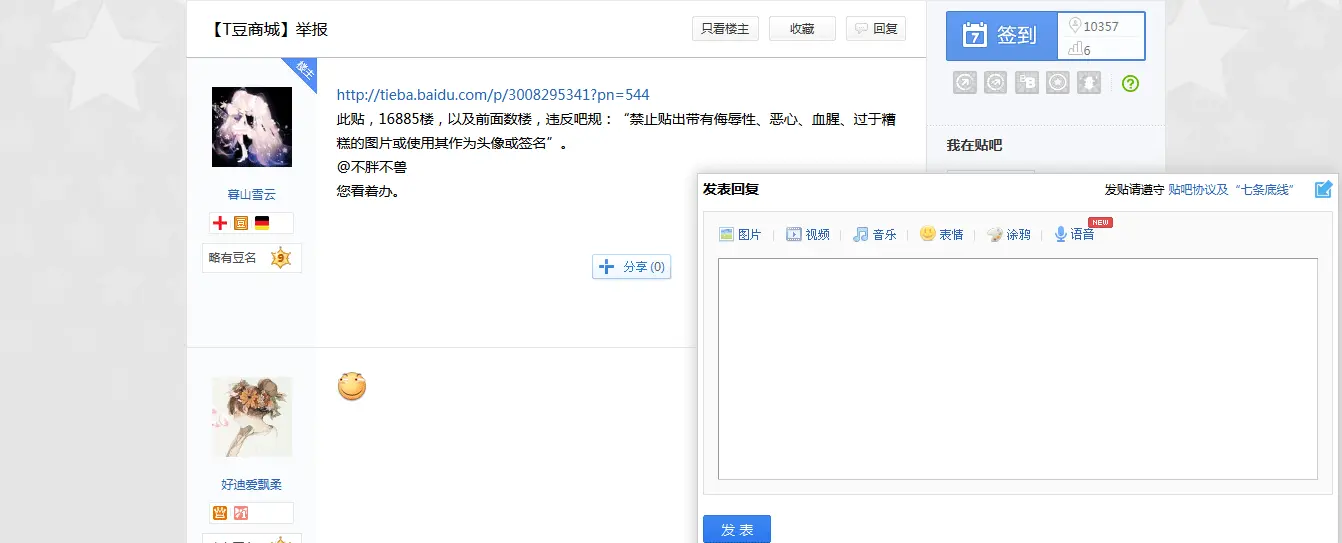 【T豆商城】举报
只看楼主
收藏
回复
楼主
暮山雪云
略有豆名
9
http://tieba.baidu.com/p/3008295341?pn=544
此贴，16885楼，以及前面数楼，违反吧规：“禁止贴出带有侮辱性、恶心、血腥、过于糟
糕的图片或使用其作为头像或签名”。
@不胖不兽
您看着办。
分享 (0)
好迪爱飘柔
7
签到
10357
6
我在贴吧
发表回复
发贴请遵守 贴吧协议及 “七条底线”
图片
视频
音乐
表情
涂鸦
语音
NEW
发 表